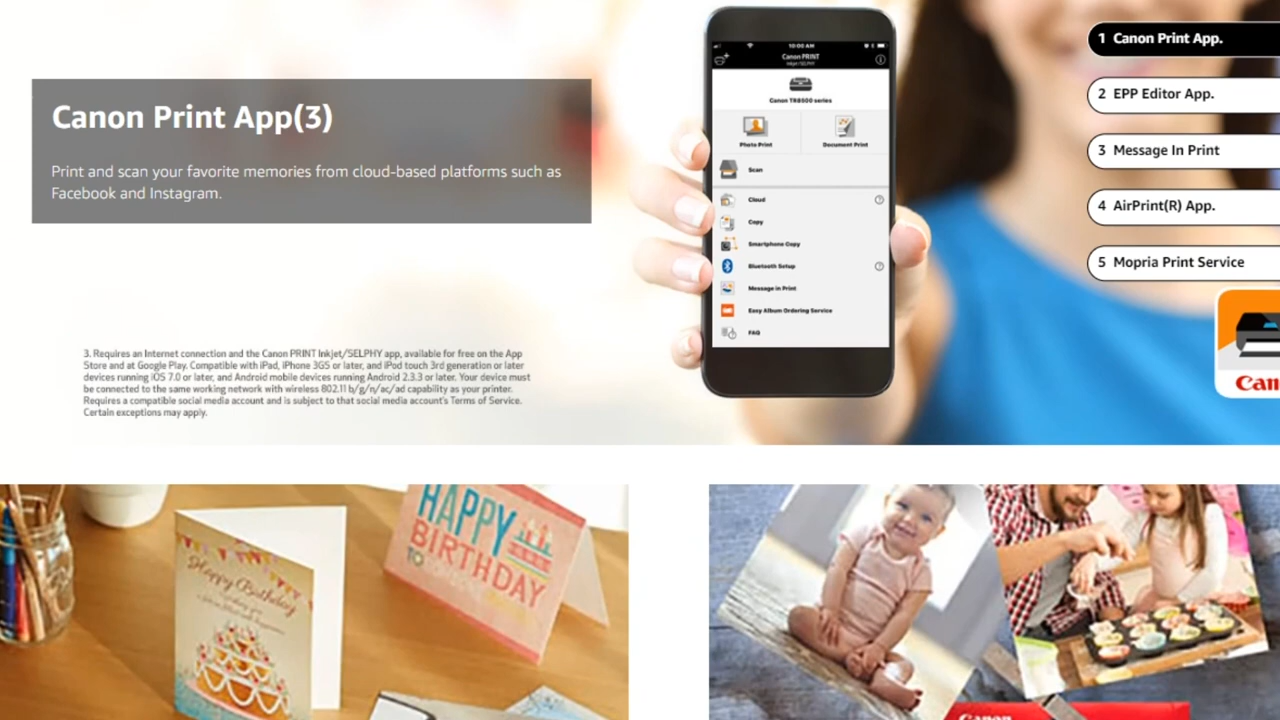 Canon Print App(3)
Print and scan your favorite memories from cloud-based platforms such as
Facebook and Instagram.
3. Requires an Internet connection and the Canon PRINT Inkjet/SELPHY app, available for free on the App
Store and at Google Play. Compatible with iPad, iPhone 3GS or later, and iPod touch 3rd generation or later
devices running iOS 7.0 or later, and Android mobile devices running Android 2.3.3 or later. Your device must
be connected to the same working network with wireless 802.11 b/g/n/ac/ad capability as your printer.
Requires a compatible social media account and is subject to that social media account's Terms of Service.
Certain exceptions may apply.
10:00 AM
Canon PRINT
Inkjet/SELPHY
Canon TR8500 series
Photo Print
Document Print
Scan
Cloud
Copy
Smartphone Copy
Bluetooth Setup
Message in Print
Easy Album Ordering Service
FAQ
1 Canon Print App.
2 EPP Editor App.
3 Message In Print
4 AirPrint(R) App.
5 Mopria Print Service
Can
Happy Birthday
HAPPY
BIRTHDAY
TO
Canon